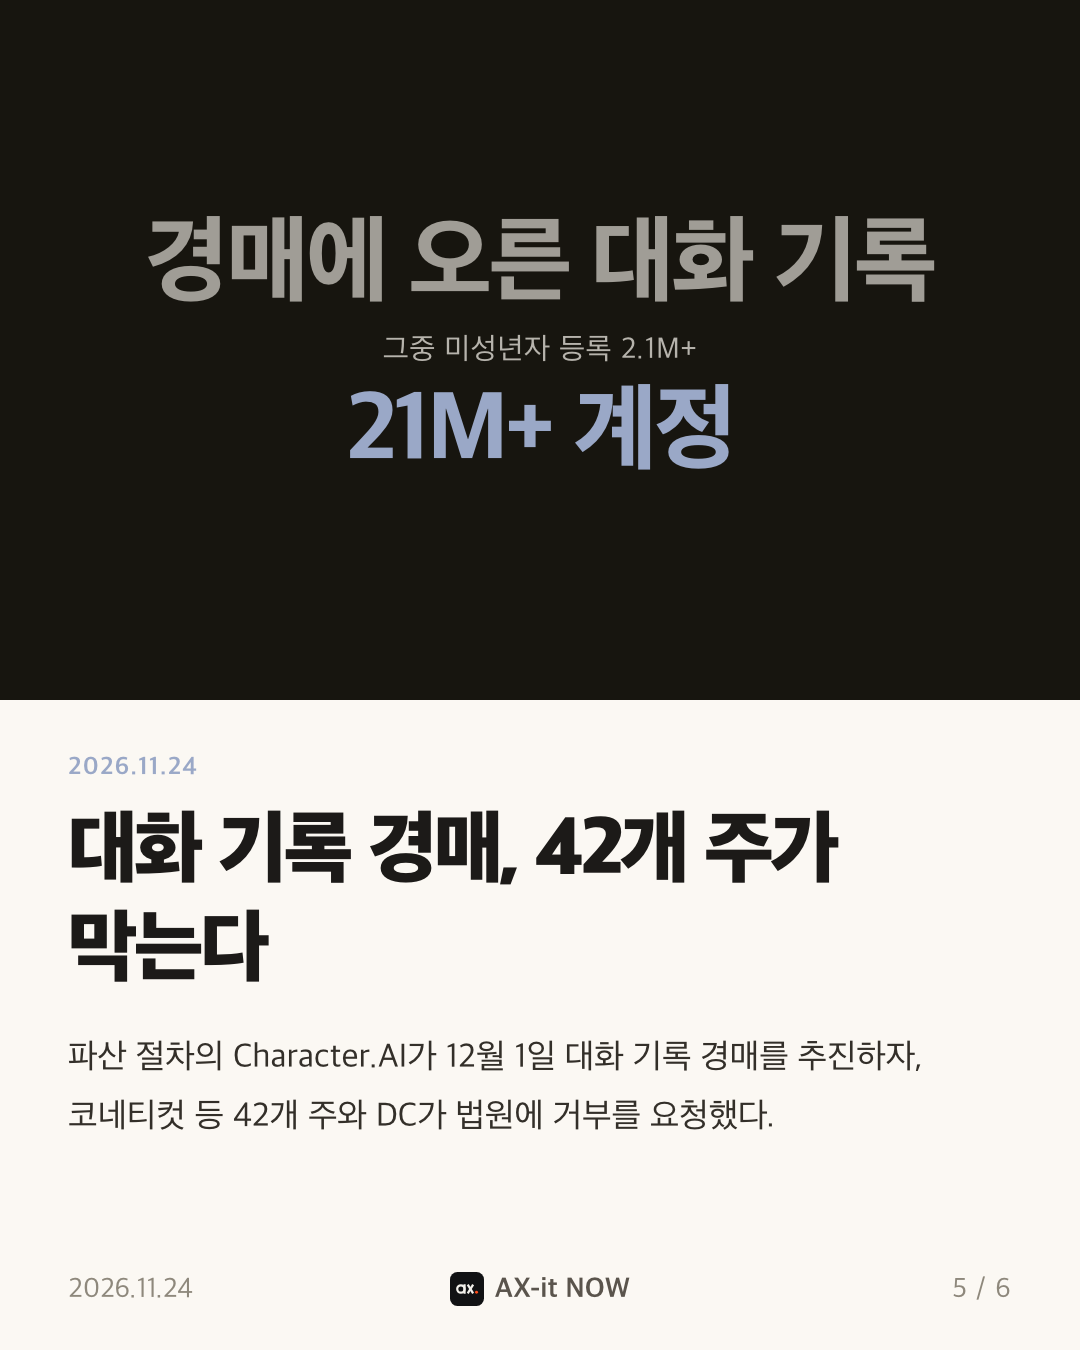 경매에 오른 대화 기록
그중 미성년자 등록 2.1M+
21M+ 계정
2026.11.24
대화 기록 경매, 42개 주가
막는다
파산 절차의 Character.AI가 12월 1일 대화 기록 경매를 추진하자,
코네티컷 등 42개 주와 DC가 법원에 거부를 요청했다.
2026.11.24
ax. AX-it NOW
5 / 6